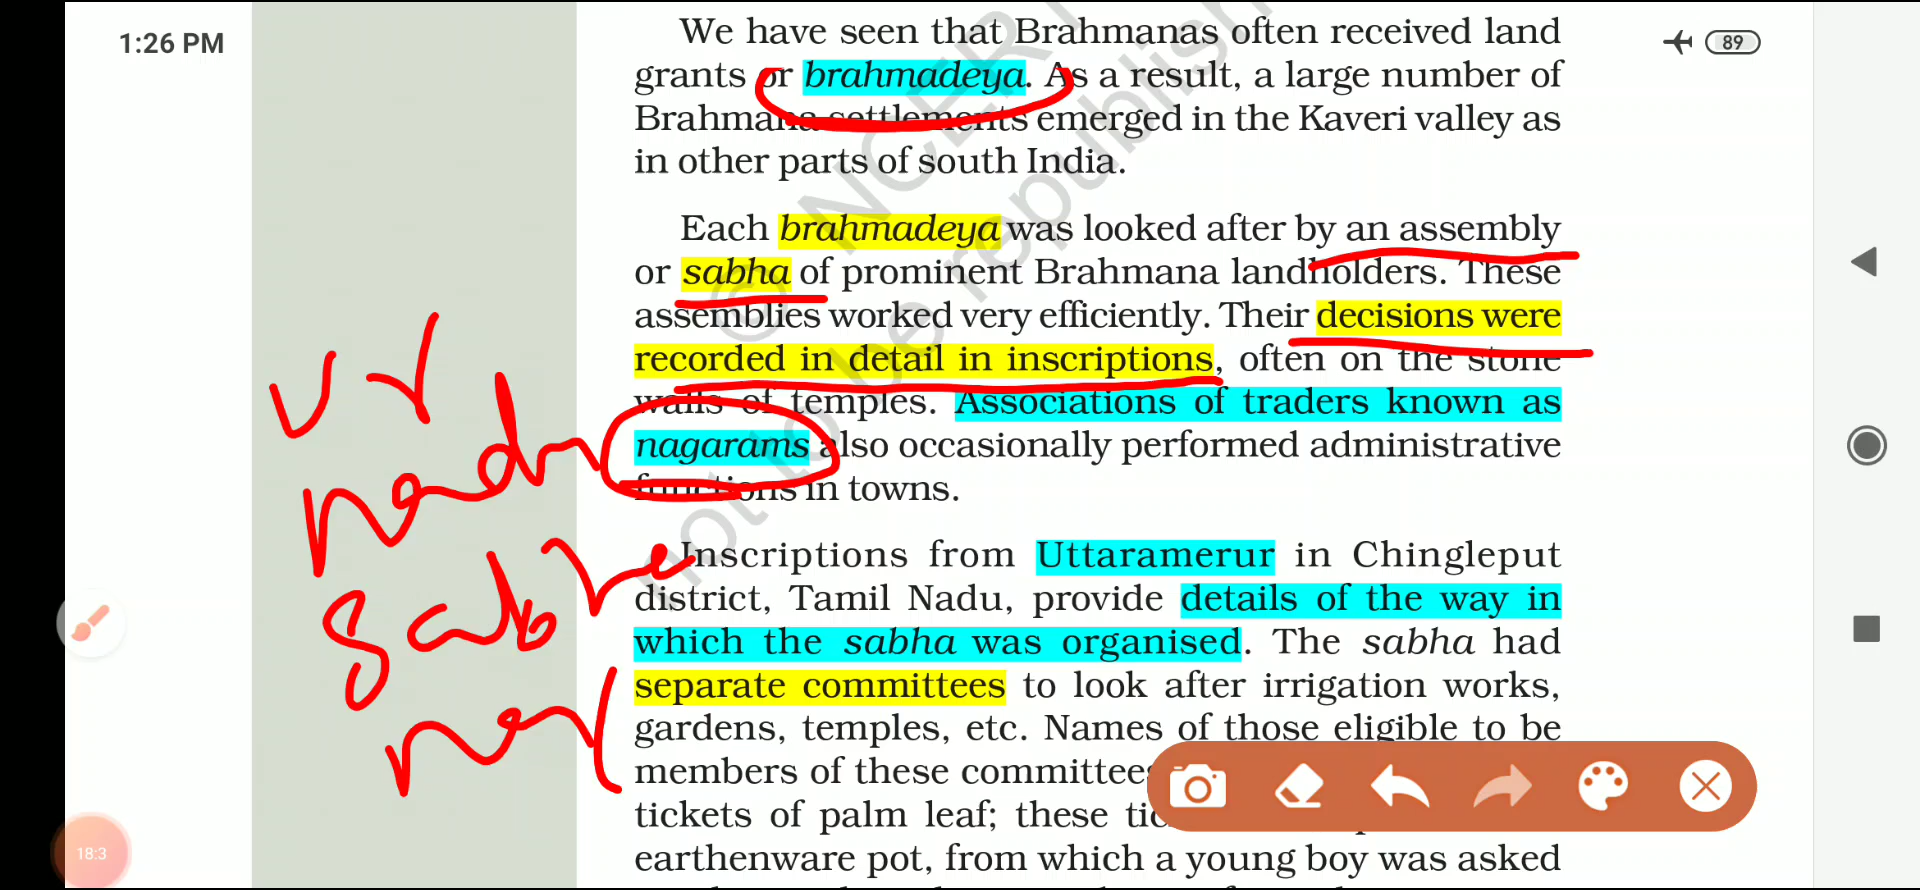 1:26 PM
89
We have seen that Brahmanas often received land
grants or brahmadeya. As a result, a large number of
Brahmana settlements emerged in the Kaveri valley as
in other parts of south India.
Each brahmadeya was looked after by an assembly
or sabha of prominent Brahmana landholders. These
assemblies worked very efficiently. Their decisions were
recorded in detail in inscriptions, often on the stone
walls of temples. Associations of traders known as
nagarams also occasionally performed administrative
functions in towns.
Inscriptions from Uttaramerur in Chingleput
district, Tamil Nadu, provide details of the way in
which the sabha was organised. The sabha had
separate committees to look after irrigation works,
gardens, temples, etc. Names of those eligible to be
members of these committees
tickets of palm leaf; these
earthenware pot, from which a young boy was asked
© NCERT
not to be republish
ur
18:3